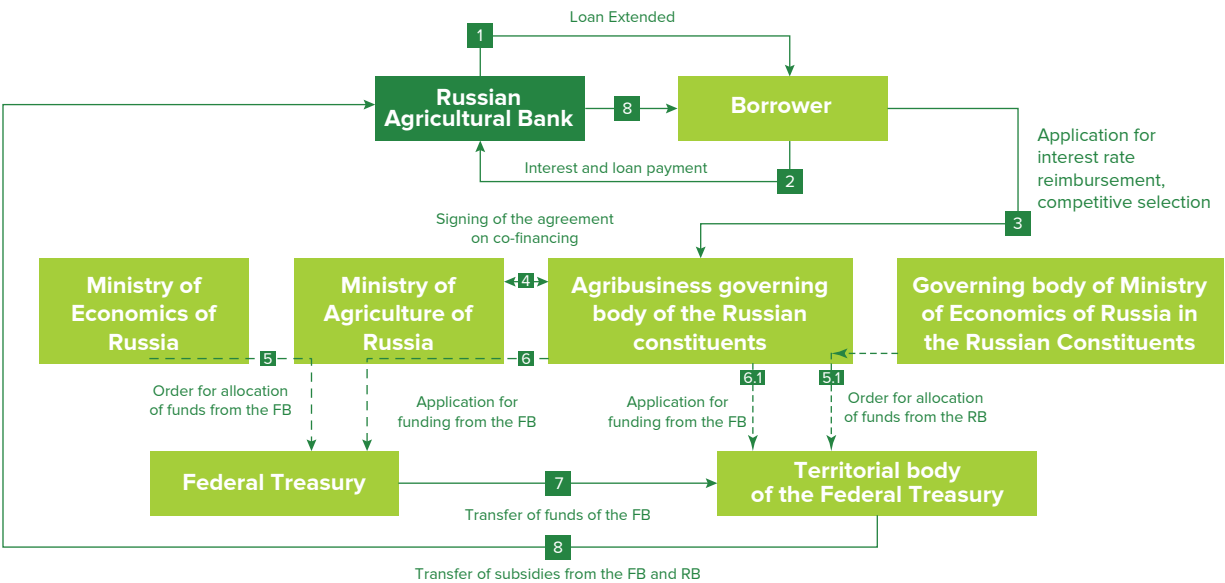 Loan Extended
1
Russian
Agricultural Bank
8
Borrower
Application for
interest rate
reimbursement,
competitive selection
Interest and loan payment
2
3
Signing of the agreement
on co-financing
Ministry of
Economics of
Russia
Ministry of
Agriculture of
Russia
4
Agribusiness governing
body of the Russian
constituents
Governing body of Ministry
of Economics of Russia in
the Russian Constituents
5
6
6.1
5.1
Order for allocation
of funds from the FB
Application for
funding from the FB
Application for
funding from the FB
Order for allocation
of funds from the RB
Federal Treasury
7
Territorial body
of the Federal Treasury
Transfer of funds of the FB
8
Transfer of subsidies from the FB and RB